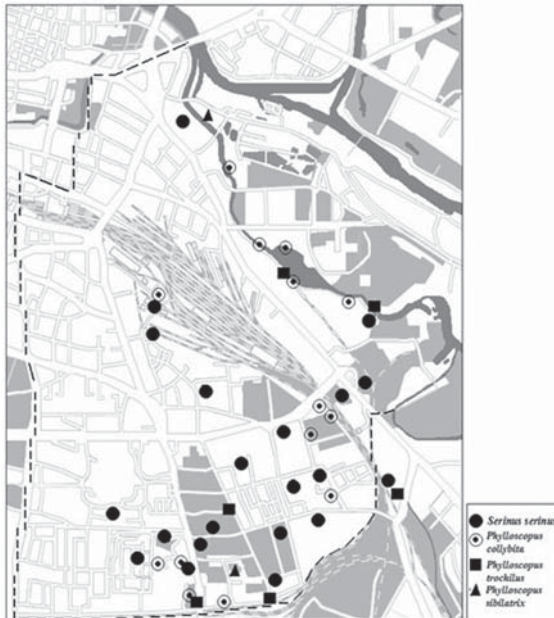 Serinus serinus
Phylloscopus
collybita
Phylloscopus
trochilus
Phylloscopus
sibilatrix